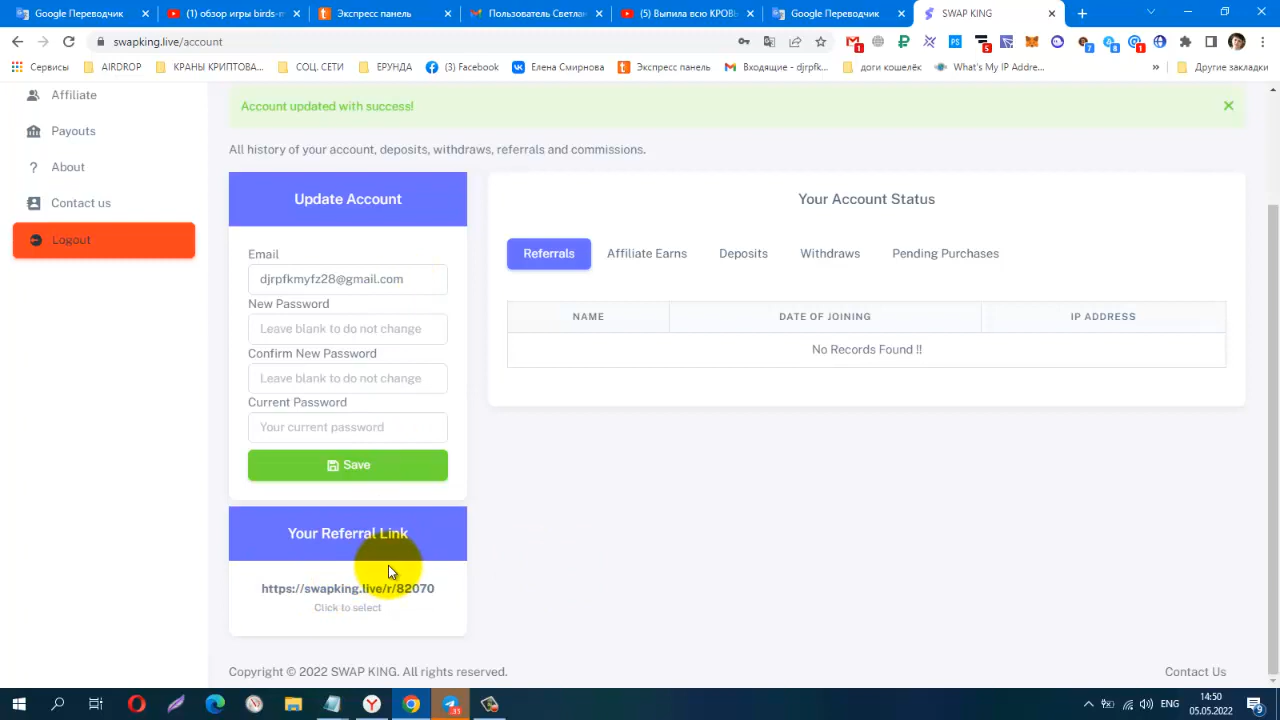 Google Переводчик
(1) обзор игры birds-m
Экспресс панель
Пользователь Светлан
(5) Выпила всю КРОВЬ
Google Переводчик
SWAP KING
swapking.live/account
Сервисы
AIRDROP
КРАНЫ КРИПТОВА...
СОЦ. СЕТИ
ЕРУНДА
(3) Facebook
Елена Смирнова
Экспресс панель
Входящие - djrpfk...
доги кошелёк
What's My IP Addre...
»
Другие закладки
Affiliate
Payouts
About
Contact us
Logout
Account updated with success!
All history of your account, deposits, withdraws, referrals and commissions.
Update Account
Email
djrpfkmyfz28@gmail.com
New Password
Leave blank to do not change
Confirm New Password
Leave blank to do not change
Current Password
Your current password
Save
Your Referral Link
https://swapking.live/r/82070
Click to select
Your Account Status
Referrals
Affiliate Earns
Deposits
Withdraws
Pending Purchases
NAME
DATE OF JOINING
IP ADDRESS
No Records Found !!
Copyright © 2022 SWAP KING. All rights reserved.
Contact Us
ENG
14:50
05.05.2022